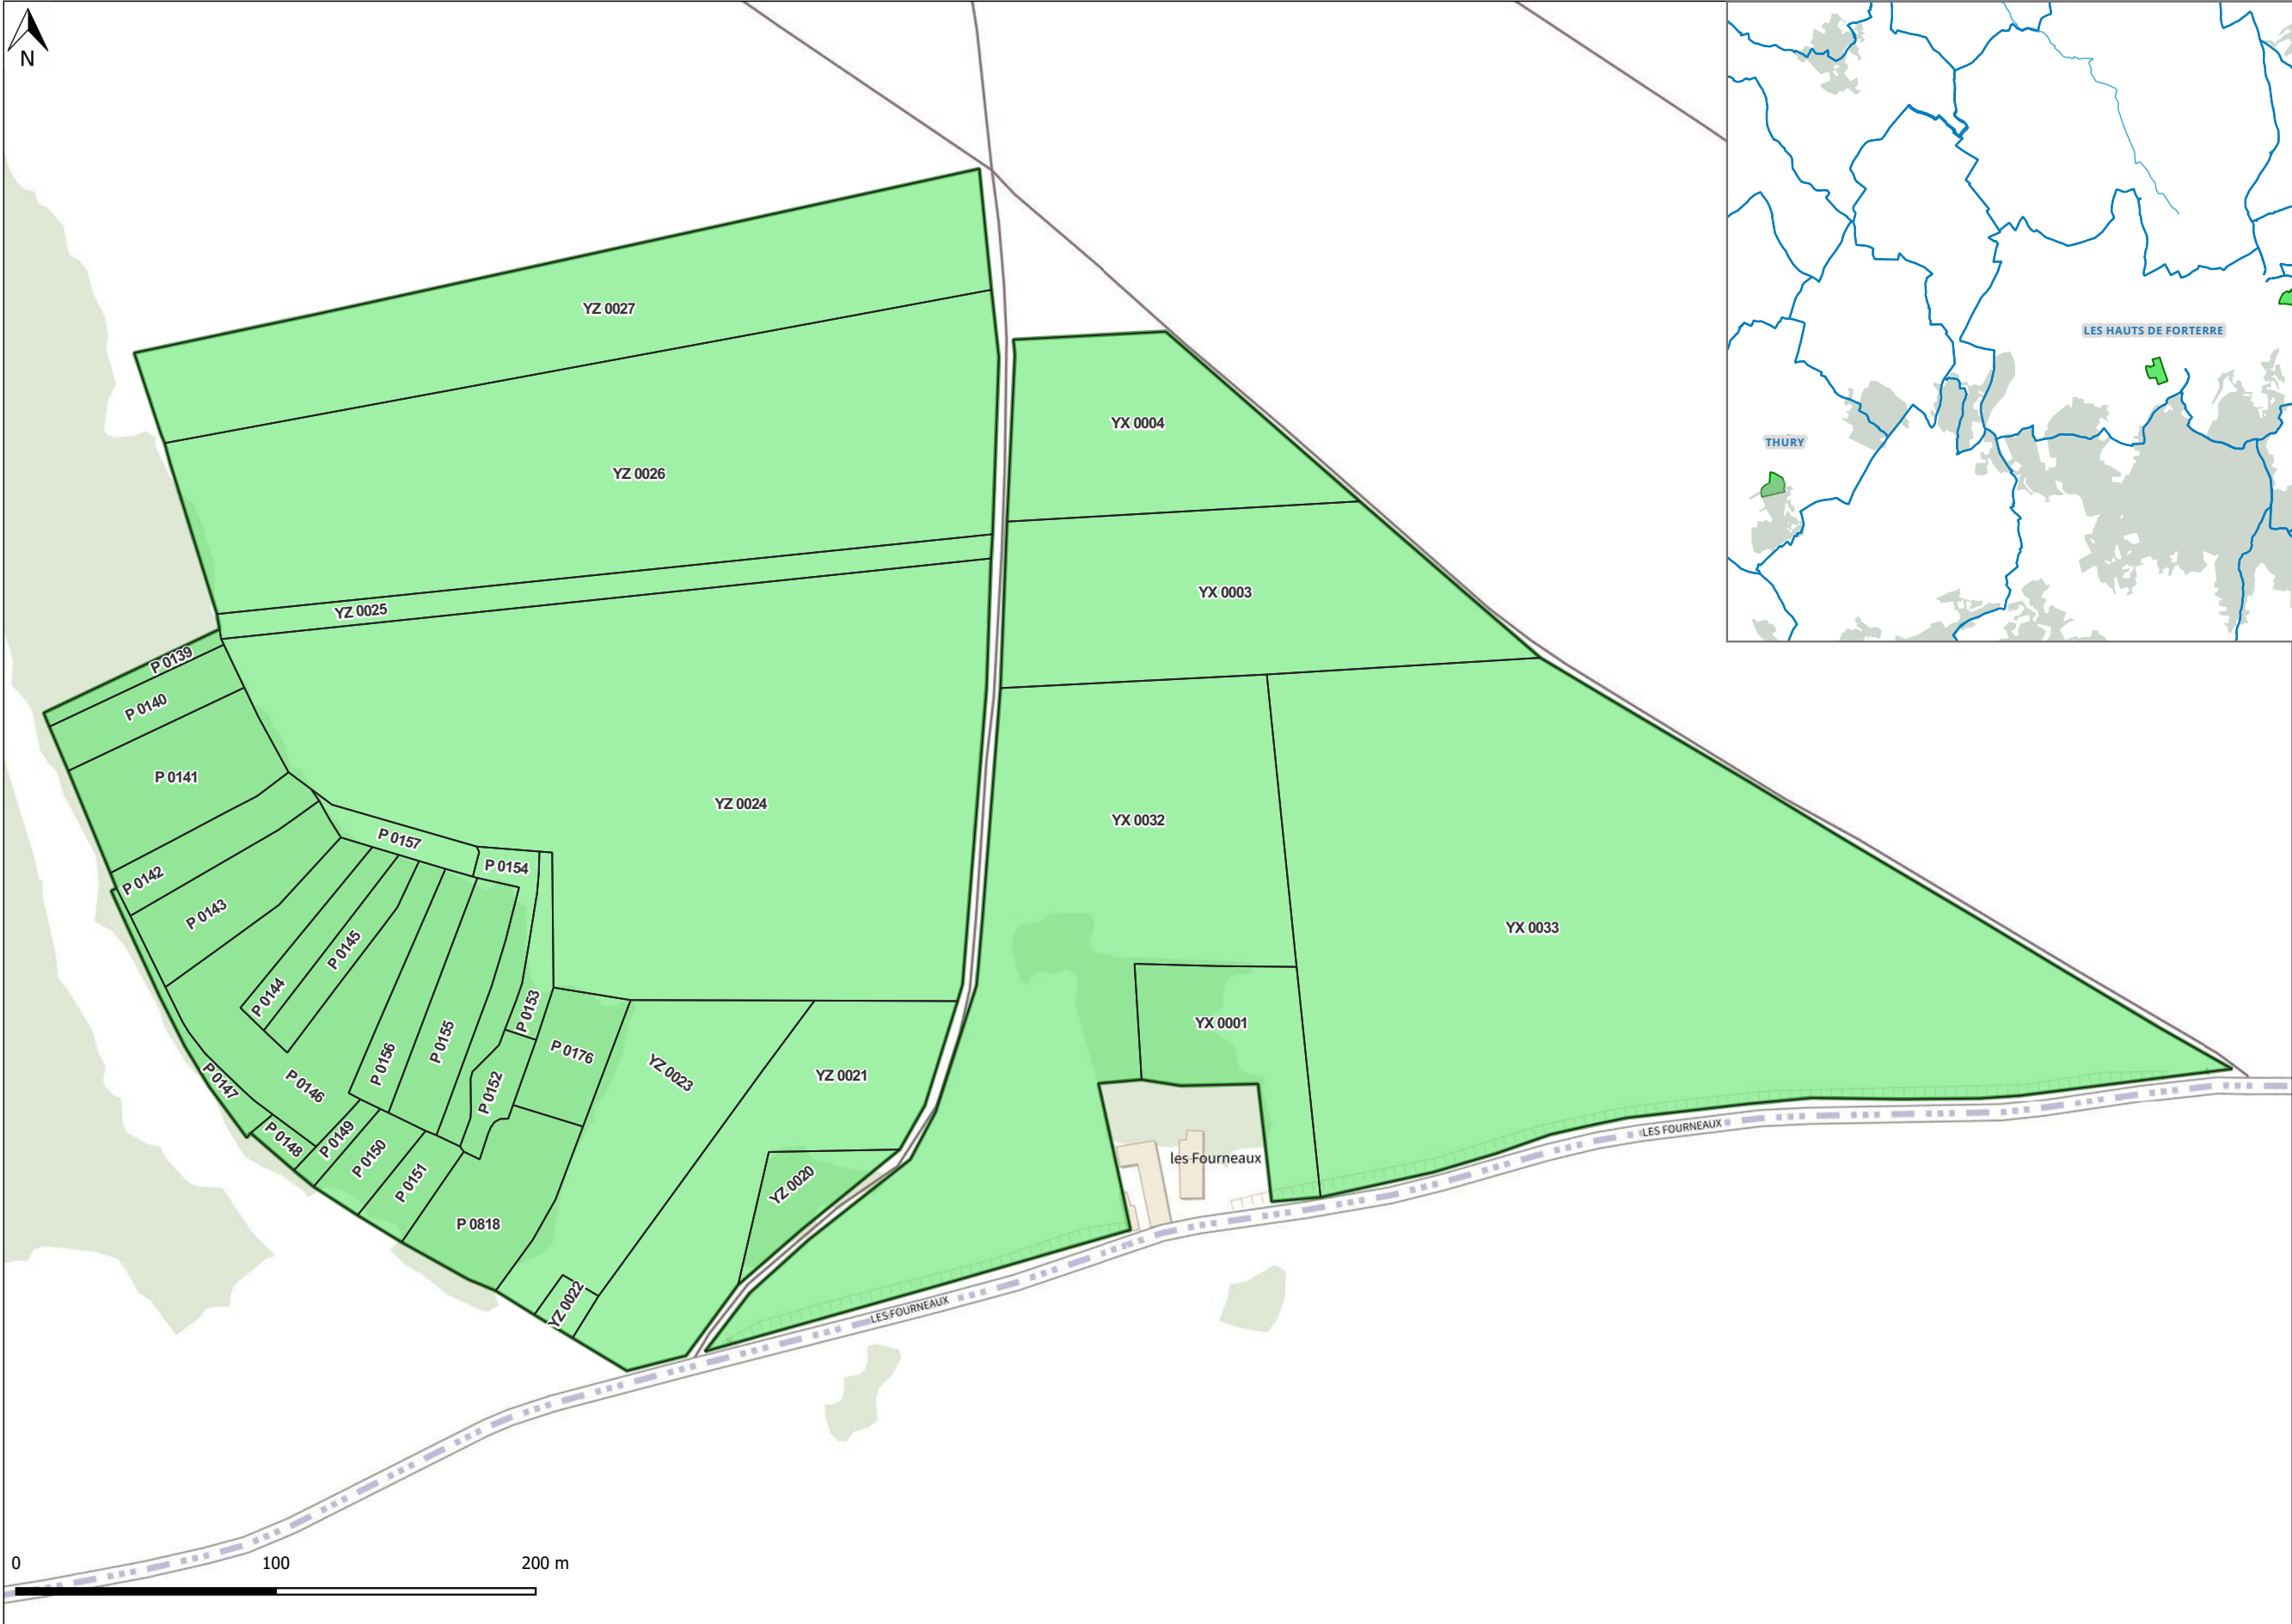 N
LES HAUTS DE FORTERRE
THURY
YZ 0027
YX 0004
YZ 0026
YX 0003
YZ 0025
P 0139
P 0140
P 0141
YZ 0024
YX 0032
P 0157
P 0154
P 0142
P 0143
YX 0033
P 0145
P 0144
P 0153
YX 0001
P 0155
P 0176
P 0156
YZ 0023
YZ 0021
P 0147
P 0146
P 0152
P 0148
P 0149
P 0150
P 0151
LES FOURNEAUX
les Fourneaux
YZ 0020
P 0818
YZ 0022
LES FOURNEAUX
0 100 200 m